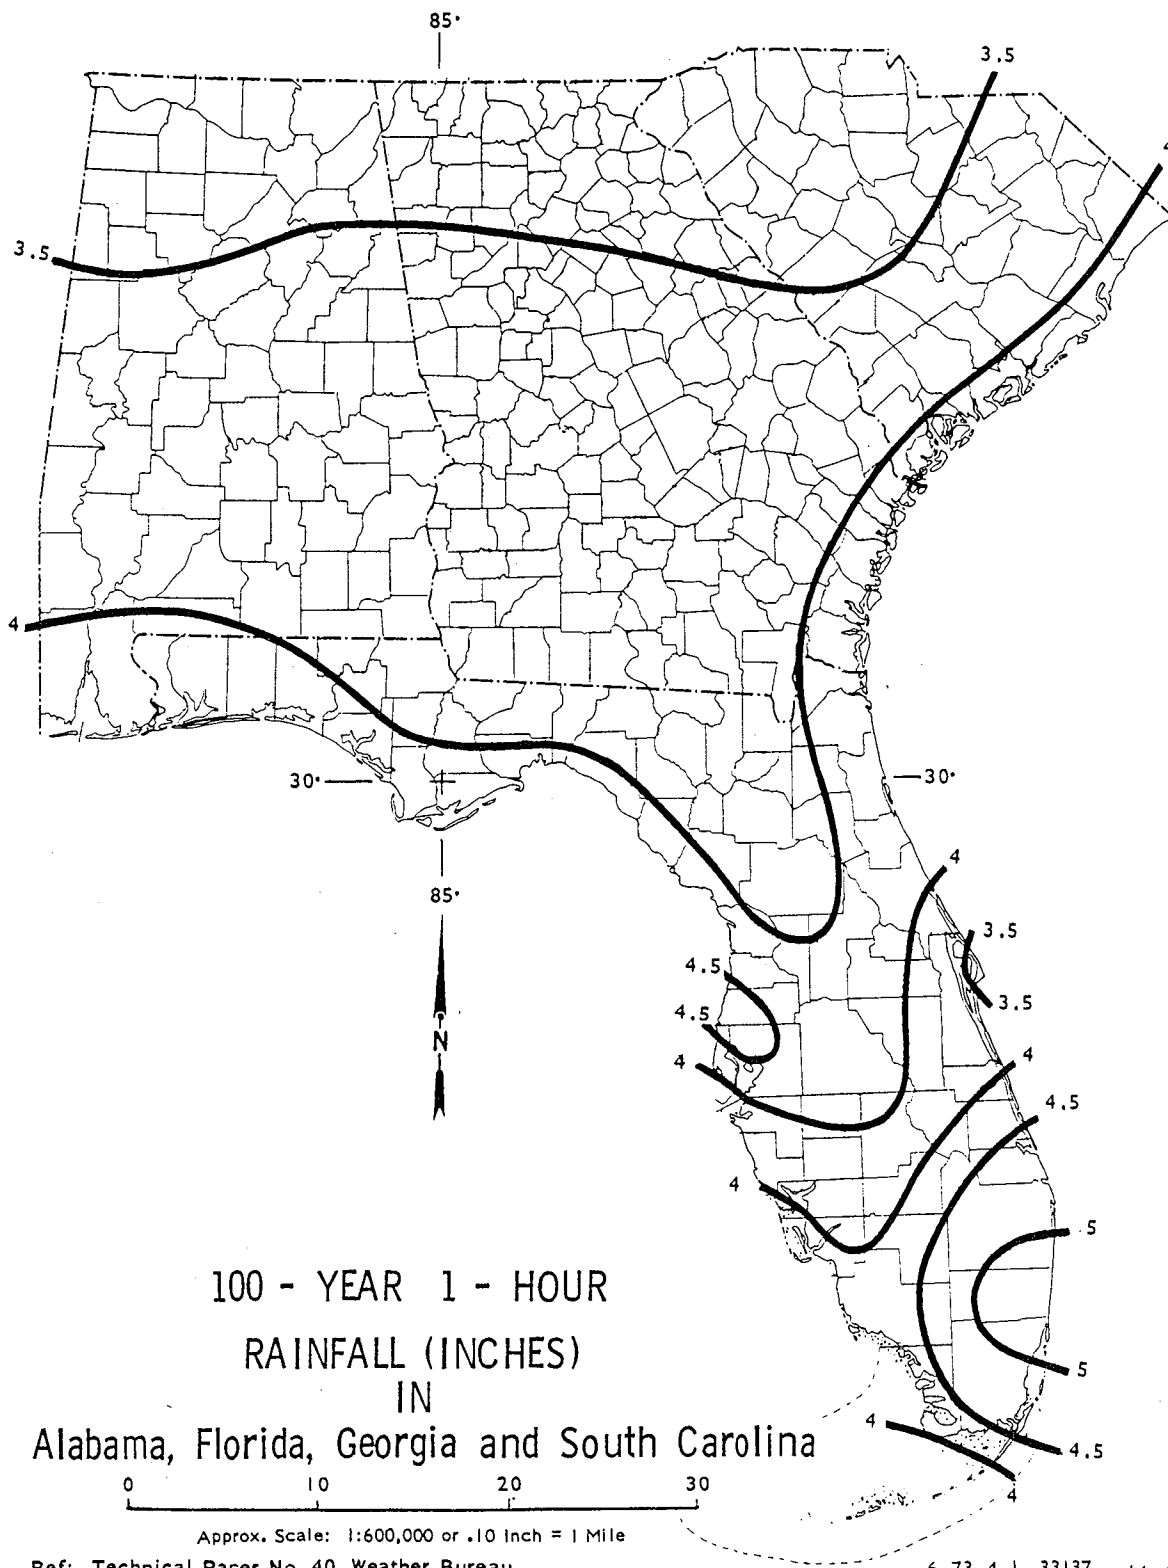 85·
3.5
3.5
4
30·
30·
4
85·
3.5
4.5
3.5
4.5
4
4
4.5
4
N
5
100 - YEAR 1 - HOUR
RAINFALL (INCHES)
IN
5
4
Alabama, Florida, Georgia and South Carolina
4.5
0 10 20 30
4
Approx. Scale: 1:600,000 or .10 Inch = 1 Mile
Ref: Technical Paper No. 40, Weather Bureau